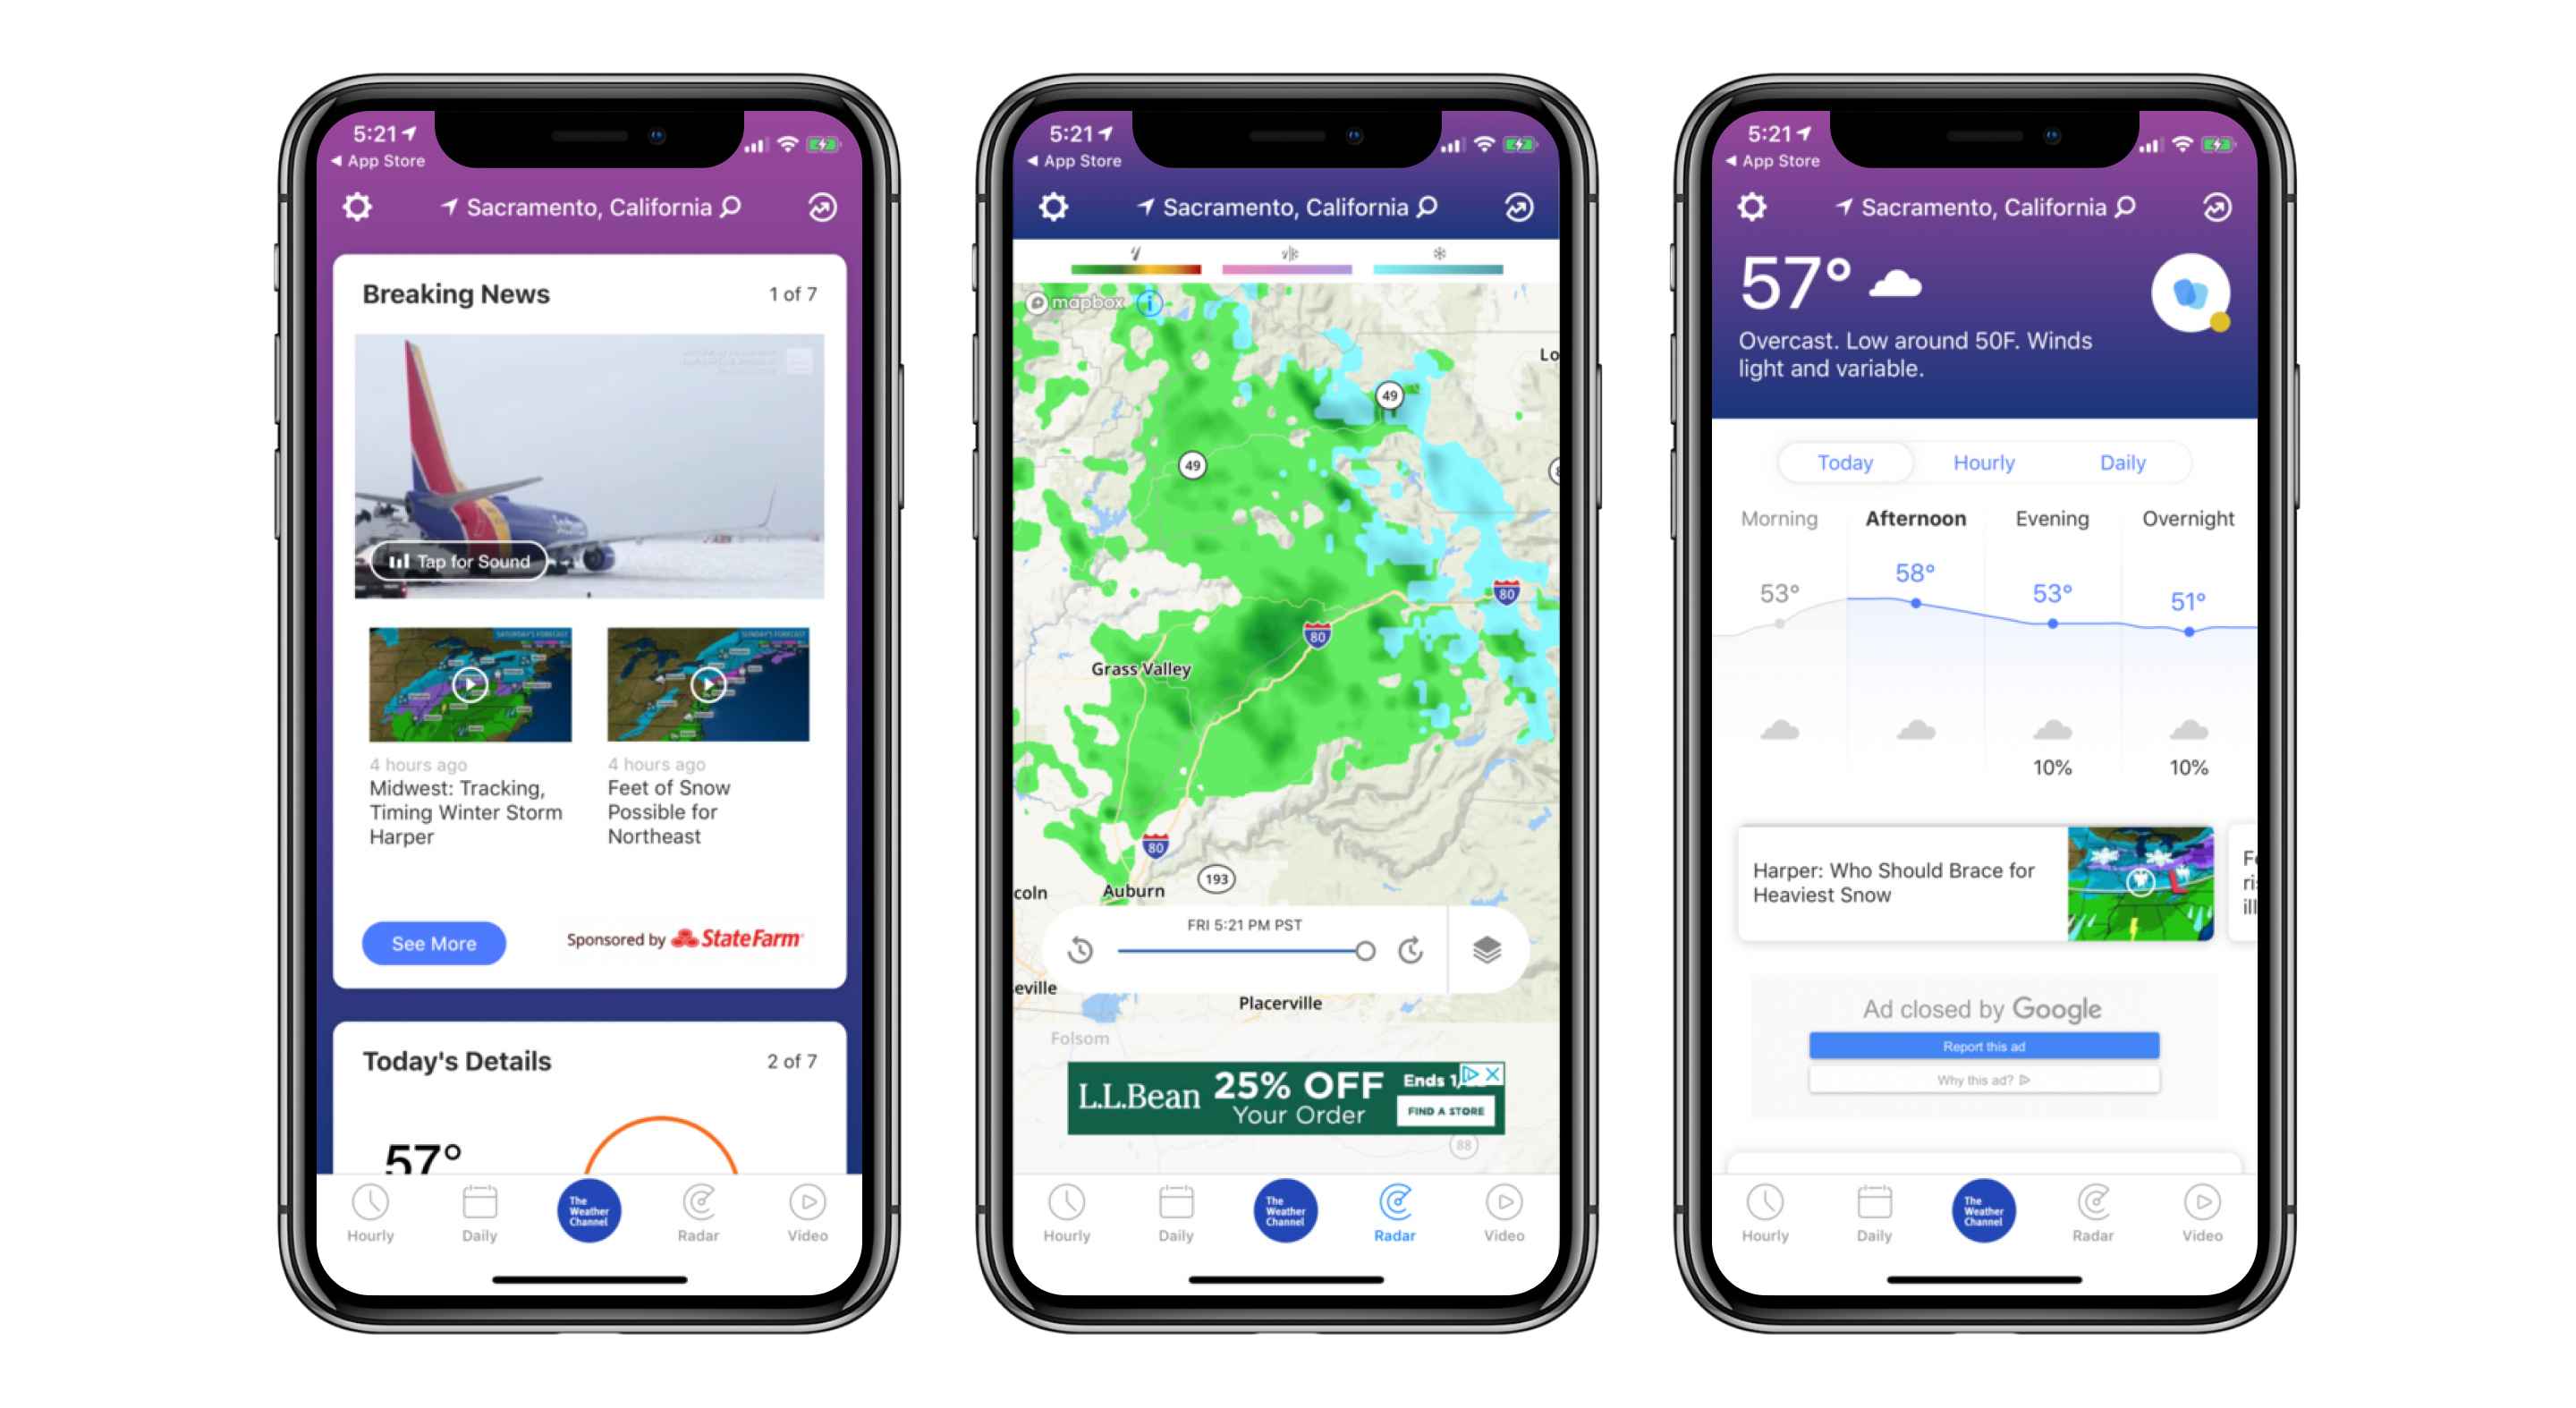 5:21
App Store
Sacramento, California
Breaking News
1 of 7
Tap for Sound
SATURDAY'S FORECAST
SUNDAY'S FORECAST
4 hours ago
Midwest: Tracking,
Timing Winter Storm
Harper
4 hours ago
Feet of Snow
Possible for
Northeast
See More
Sponsored by StateFarm
Today's Details
2 of 7
57°
Hourly
Daily
The
Weather
Channel
Radar
Video
5:21
App Store
Sacramento, California
mapbox
Lo
49
49
80
80
Grass Valley
80
193
coln
Auburn
FRI 5:21 PM PST
eville
Placerville
Folsom
L.L.Bean
25% OFF
Your Order
Ends 1/
FIND A STORE
88
Hourly
Daily
The
Weather
Channel
Radar
Video
5:21
App Store
Sacramento, California
57°
Overcast. Low around 50F. Winds
light and variable.
Today
Hourly
Daily
Morning
Afternoon
Evening
Overnight
53°
58°
53°
51°
10%
10%
Harper: Who Should Brace for
Heaviest Snow
Ad closed by Google
Report this ad
Why this ad?
Hourly
Daily
The
Weather
Channel
Radar
Video